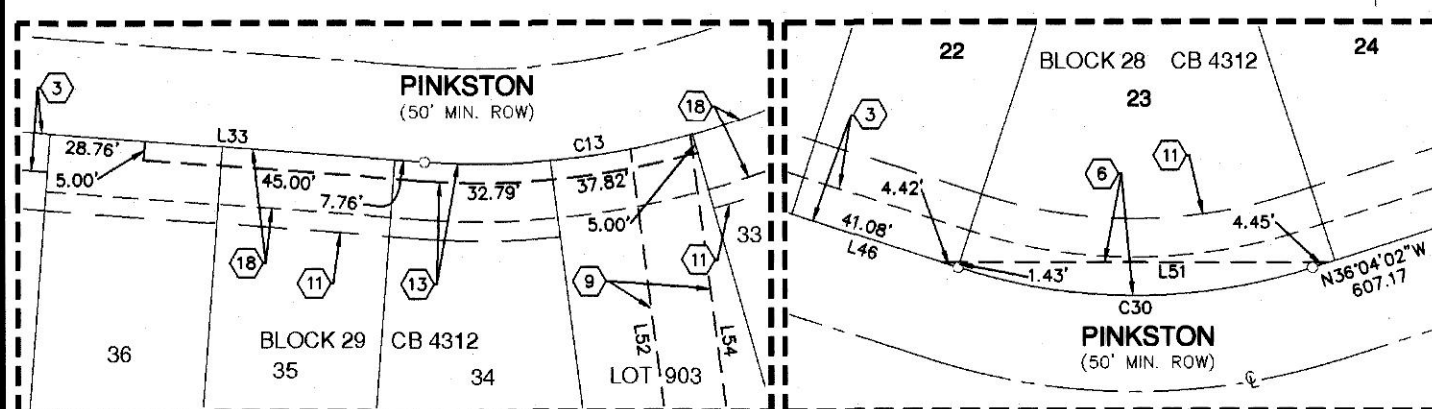 PINKSTON
(50' MIN. ROW)
3
L33
28.76'
5.00'
45.00'
7.76'
32.79'
C13
37.82'
5.00'
18
18
11
13
9
11
33
36
BLOCK 29 CB 4312
35
34
LOT 903
L52
L54
22
BLOCK 28 CB 4312
24
23
3
11
6
4.42'
4.45'
41.08'
L46
1.43'
L51
N36°04'02"W
607.17
C30
PINKSTON
(50' MIN. ROW)